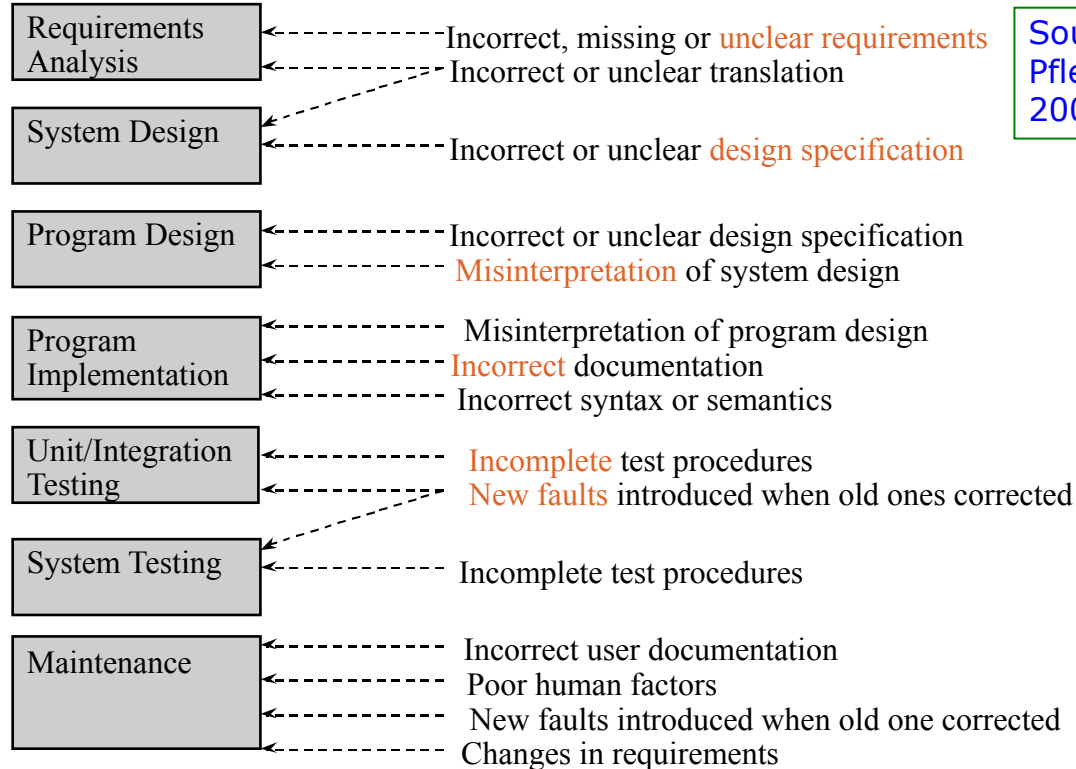 Requirements
Analysis
Incorrect, missing or unclear requirements
Incorrect or unclear translation
System Design
Incorrect or unclear design specification
Program Design
Incorrect or unclear design specification
Misinterpretation of system design
Program
Implementation
Misinterpretation of program design
Incorrect documentation
Incorrect syntax or semantics
Unit/Integration
Testing
Incomplete test procedures
New faults introduced when old ones corrected
System Testing
Incomplete test procedures
Maintenance
Incorrect user documentation
Poor human factors
New faults introduced when old one corrected
Changes in requirements